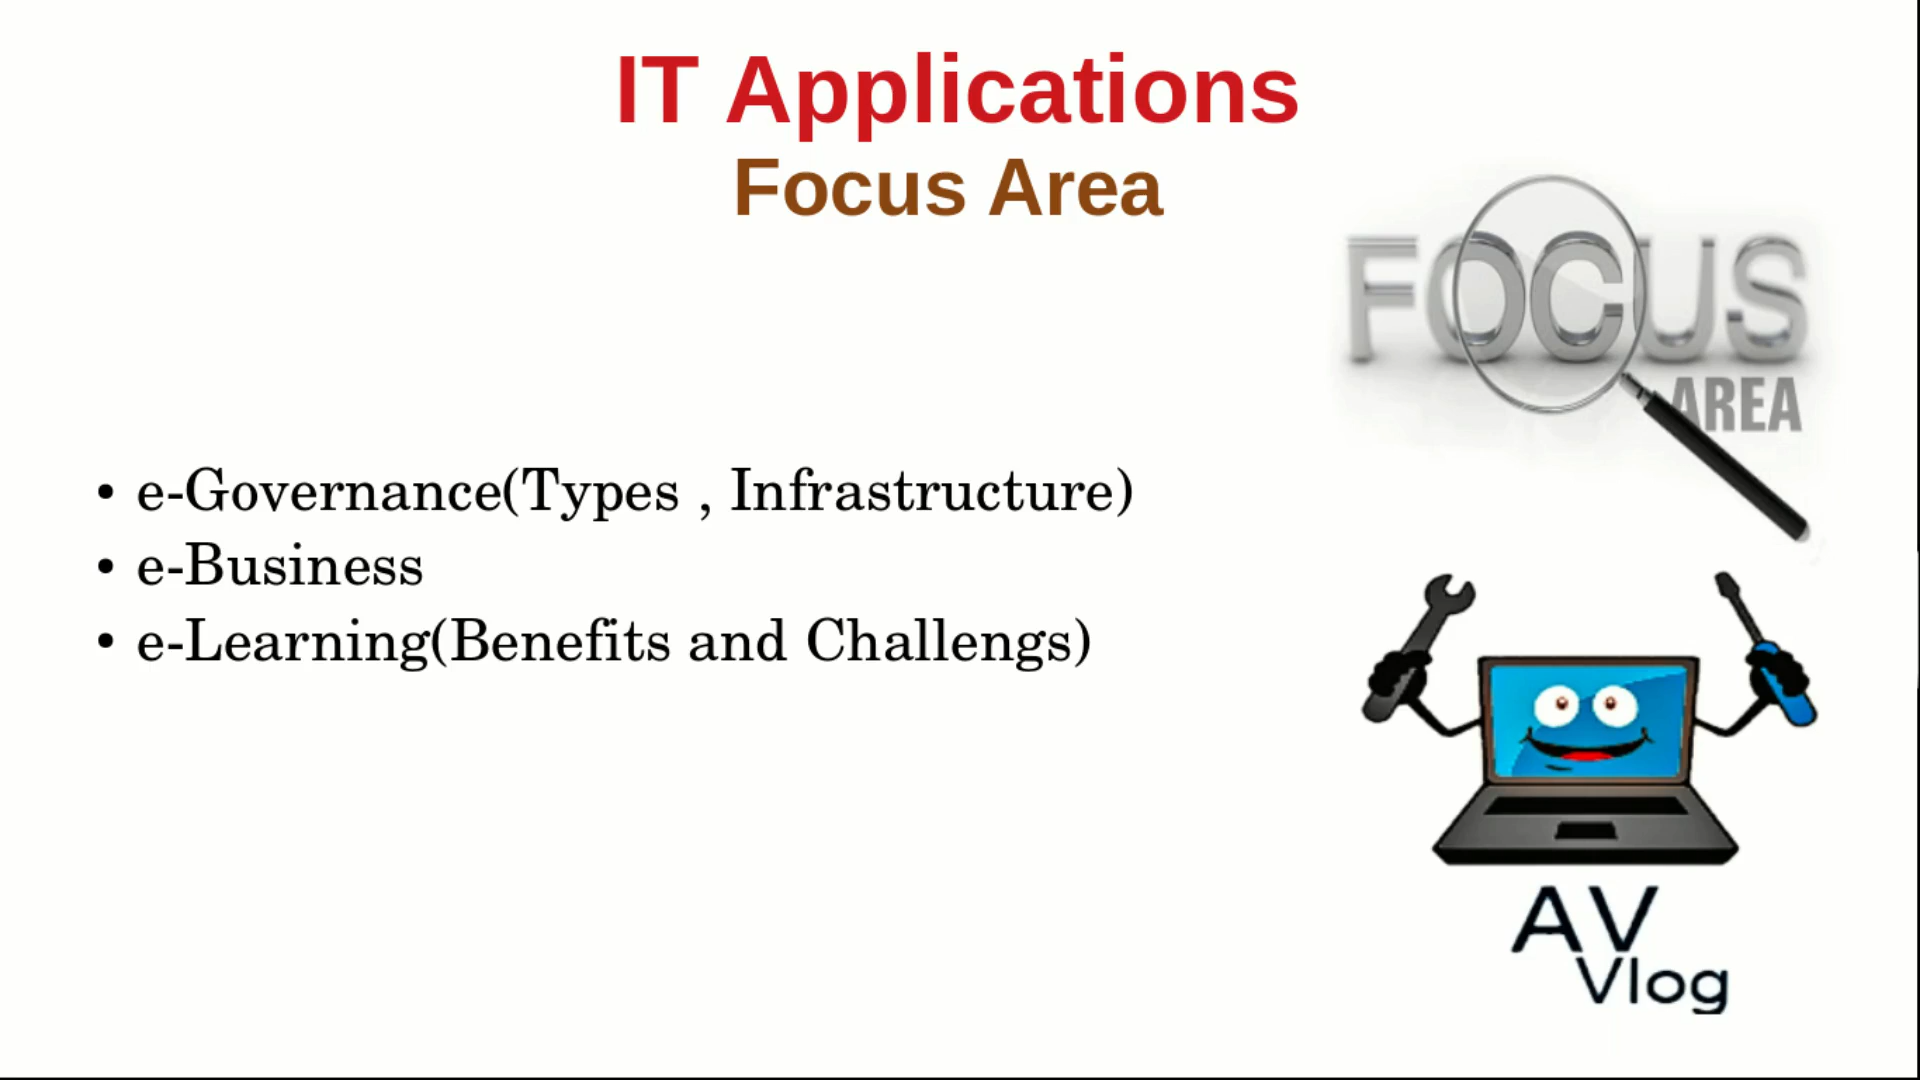 IT Applications
Focus Area
FOCUS
AREA
• e-Governance(Types , Infrastructure)
• e-Business
• e-Learning(Benefits and Challengs)
AV
Vlog